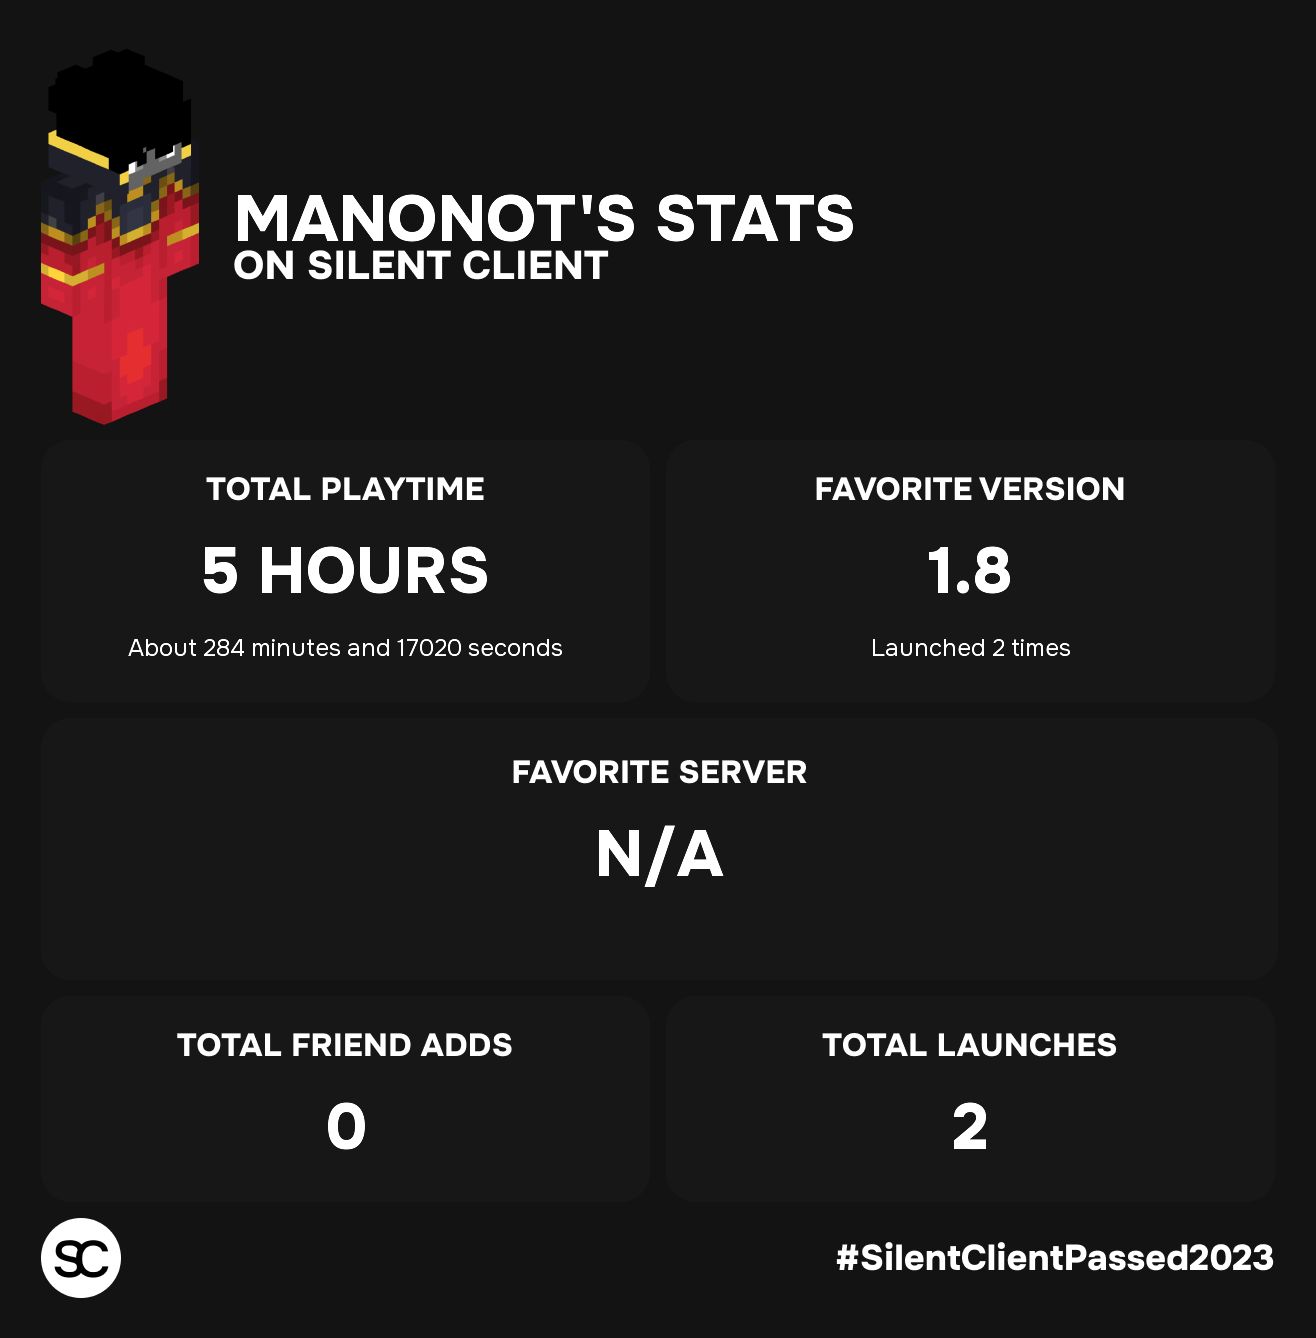 MANONOT'S STATS
ON SILENT CLIENT
TOTAL PLAYTIME
5 HOURS
About 284 minutes and 17020 seconds
FAVORITE VERSION
1.8
Launched 2 times
FAVORITE SERVER
N/A
TOTAL FRIEND ADDS
0
TOTAL LAUNCHES
2
SC
#SilentClientPassed2023